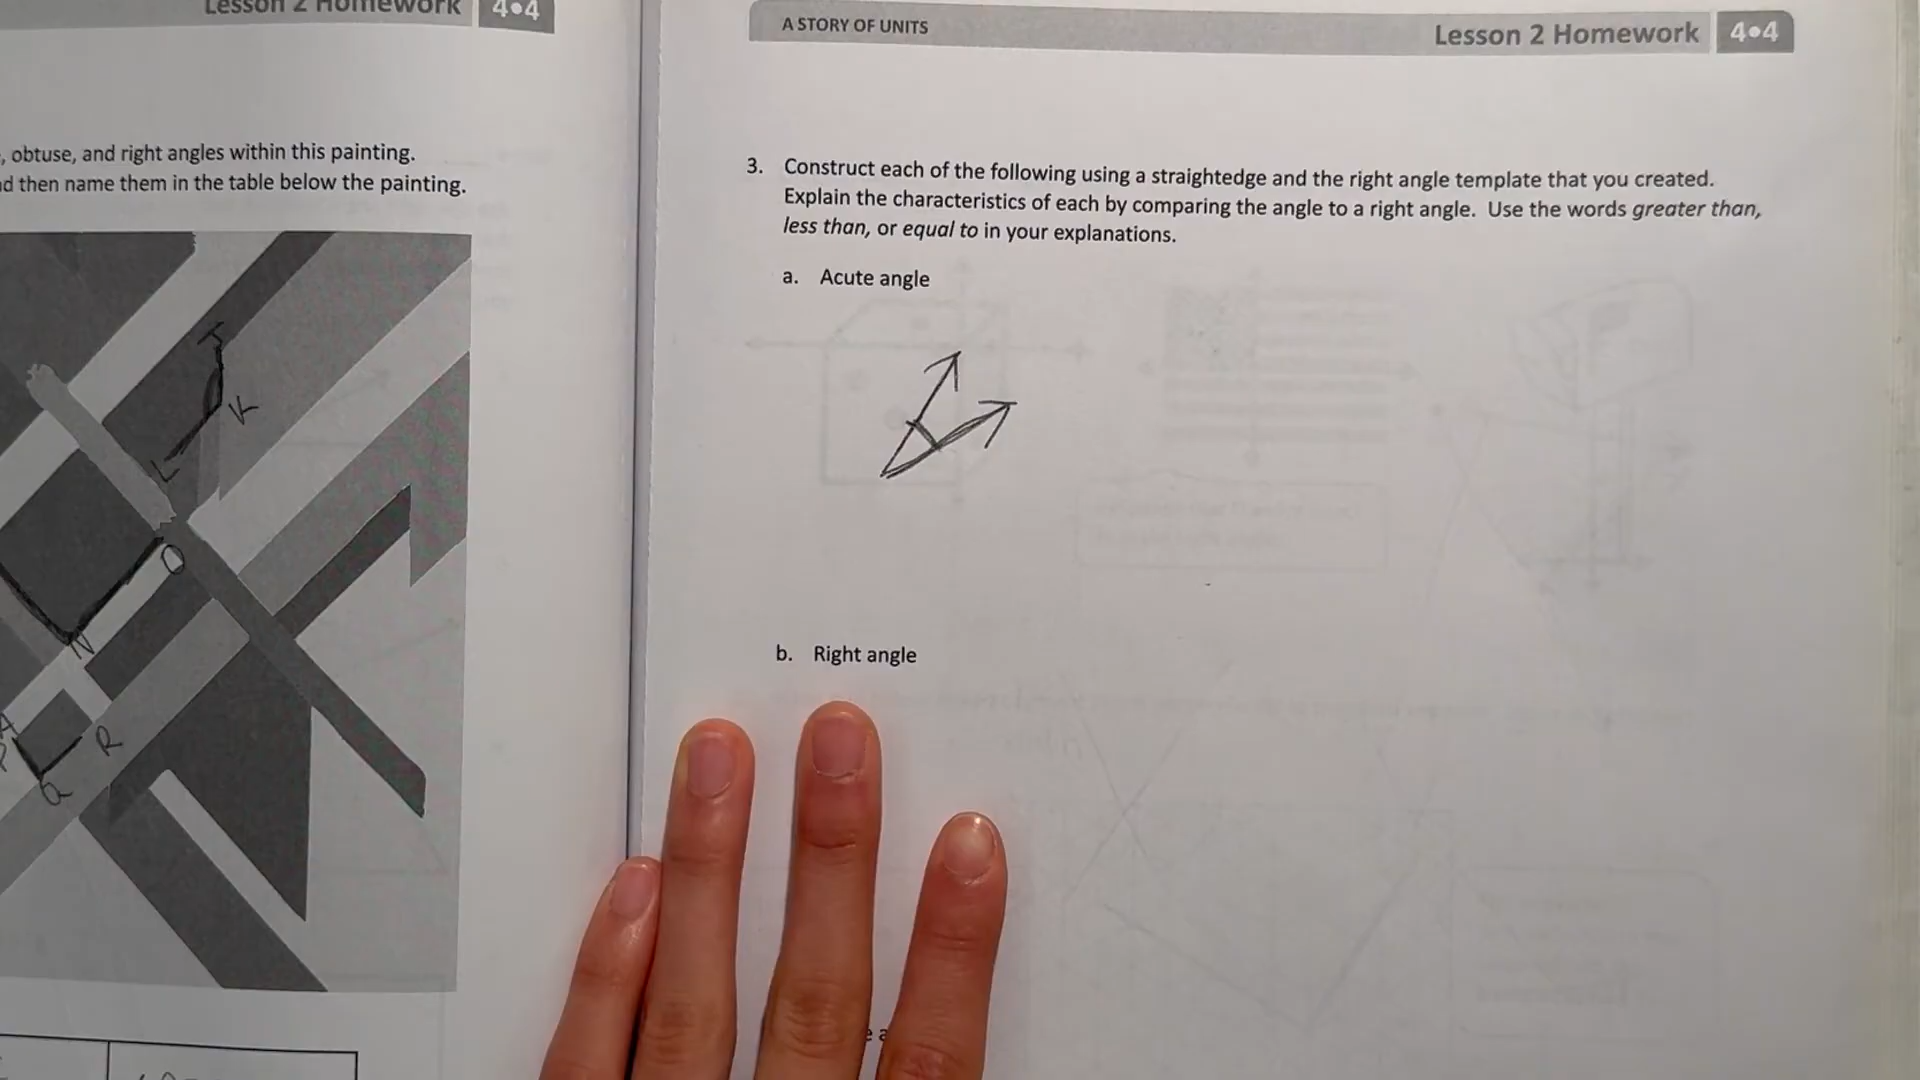 Lesson 2 Homework 4•4
, obtuse, and right angles within this painting.
d then name them in the table below the painting.
J
K
L
O
N
R
Q
A STORY OF UNITS
Lesson 2 Homework 4•4
3. Construct each of the following using a straightedge and the right angle template that you created.
Explain the characteristics of each by comparing the angle to a right angle. Use the words greater than,
less than, or equal to in your explanations.
a. Acute angle
b. Right angle